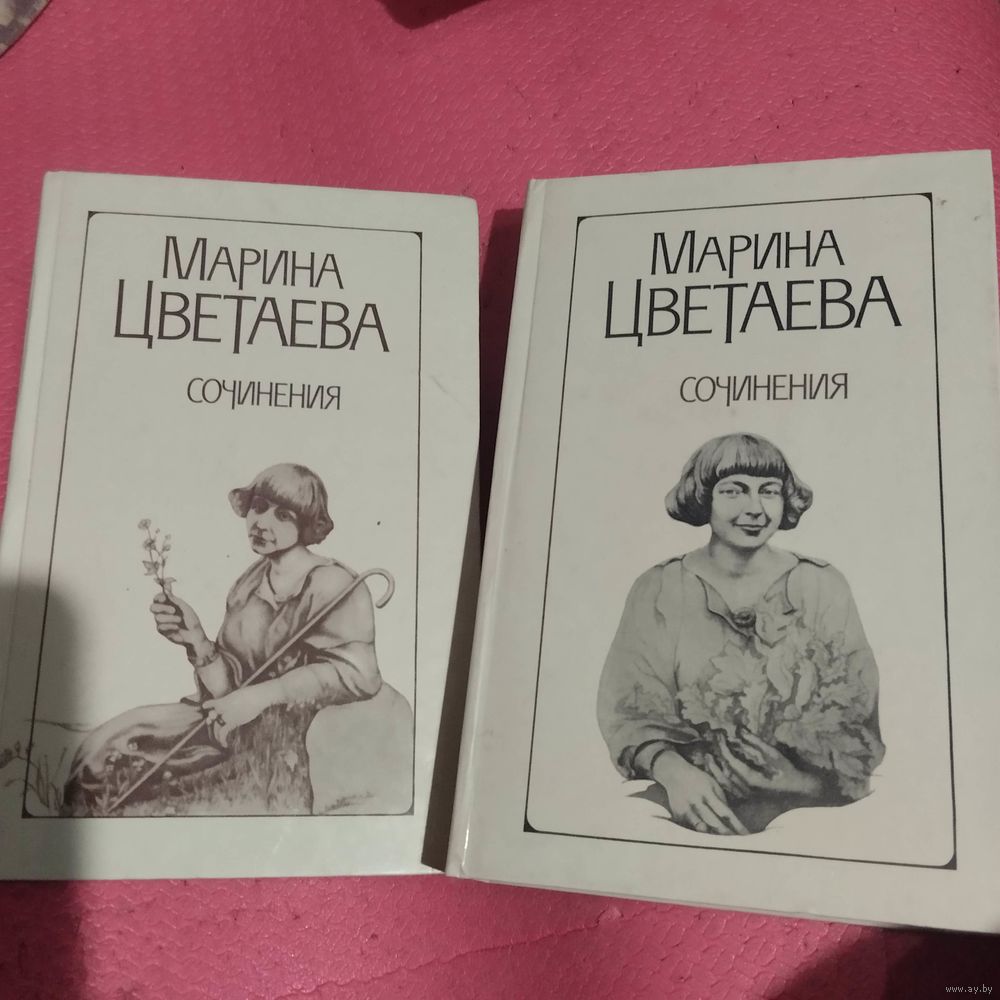 Марина
Цветаева
сочинения
Марина
Цветаева
сочинения
www.ay.by